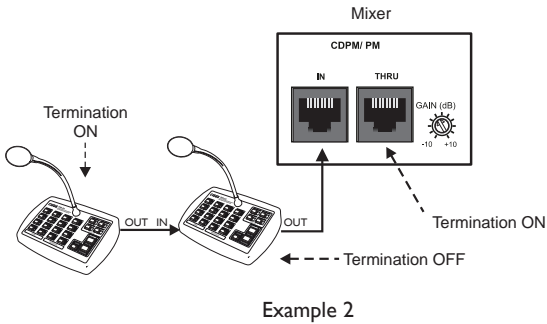 Mixer
CDPM/ PM
IN
THRU
GAIN (dB)
-10 +10
Termination
ON
OUT IN
OUT
Termination ON
Termination OFF
Example 2